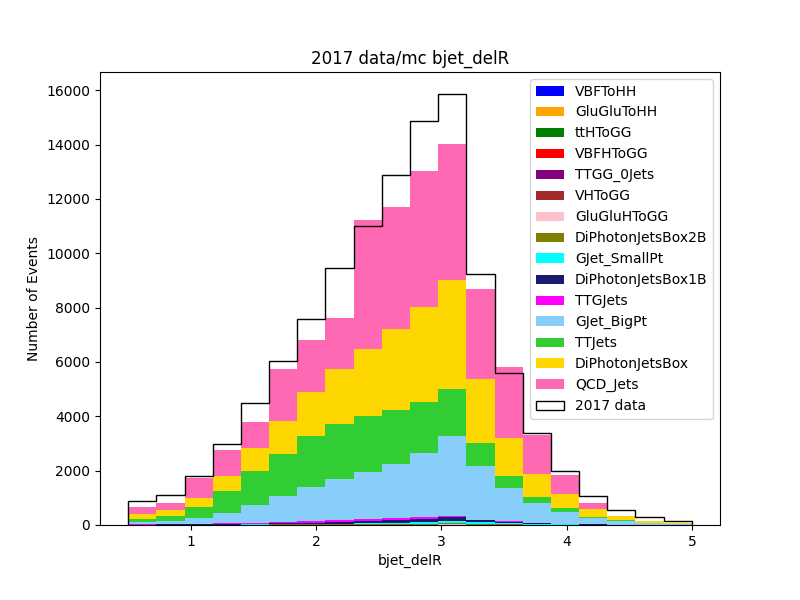 2017 data/mc bjet_delR
Number of Events
16000
14000
12000
10000
8000
6000
4000
2000
0
1
2
3
4
5
bjet_delR
VBFToHH
GluGluToHH
ttHToGG
VBFHToGG
TTGG_0Jets
VHToGG
GluGluHToGG
DiPhotonJetsBox2B
GJet_SmallPt
DiPhotonJetsBox1B
TTGJets
GJet_BigPt
TTJets
DiPhotonJetsBox
QCD_Jets
2017 data